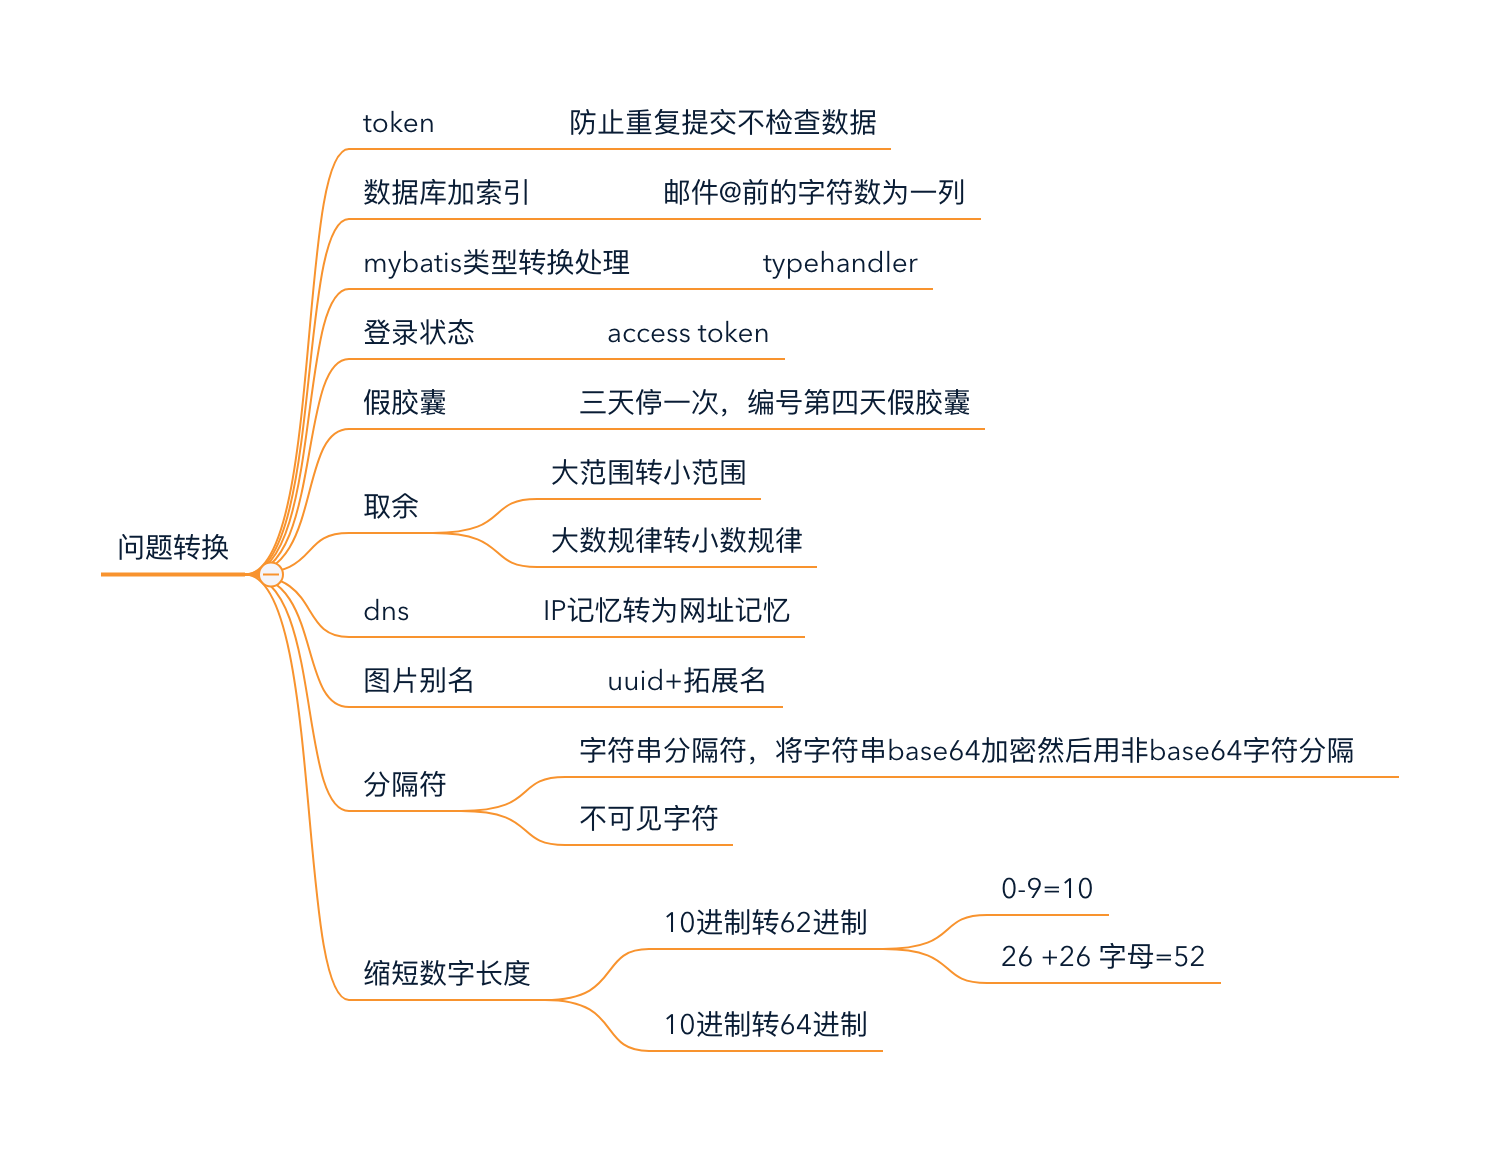 token 防止重复提交不检查数据
数据库加索引 邮件@前的字符数为一列
mybatis类型转换处理 typehandler
登录状态 access token
假胶囊 三天停一次，编号第四天假胶囊
大范围转小范围
取余
大数规律转小数规律
问题转换
dns IP记忆转为网址记忆
图片别名 uuid+拓展名
字符串分隔符，将字符串base64加密然后用非base64字符分隔
分隔符
不可见字符
0-9=10
10进制转62进制
26 +26 字母=52
缩短数字长度
10进制转64进制